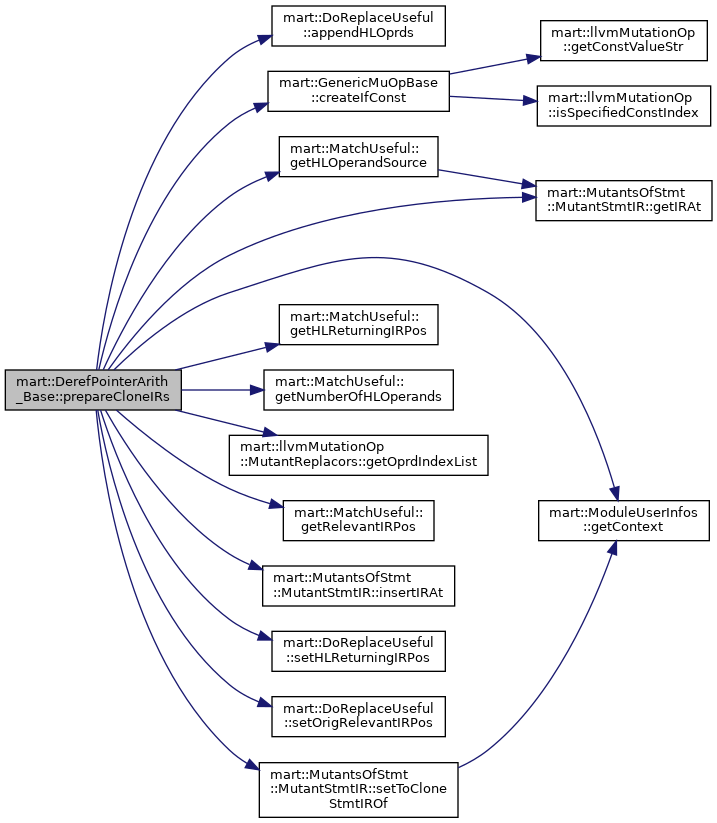 mart::DoReplaceUseful
::appendHLOprds
mart::GenericMuOpBase
::createIfConst
mart::llvmMutationOp
::getConstValueStr
mart::llvmMutationOp
::isSpecifiedConstIndex
mart::MatchUseful::
getHLOperandSource
mart::MutantsOfStmt
::MutantStmtIR::getIRAt
mart::MatchUseful::
getHLReturningIRPos
mart::DerefPointerArith
_Base::prepareCloneIRs
mart::MatchUseful::
getNumberOfHLOperands
mart::llvmMutationOp
::MutantReplacors::getOprdIndexList
mart::MatchUseful::
getRelevantIRPos
mart::ModuleUserInfos
::getContext
mart::MutantsOfStmt
::MutantStmtIR::insertIRAt
mart::DoReplaceUseful
::setHLReturningIRPos
mart::DoReplaceUseful
::setOrigRelevantIRPos
mart::MutantsOfStmt
::MutantStmtIR::setToClone
StmtIROf